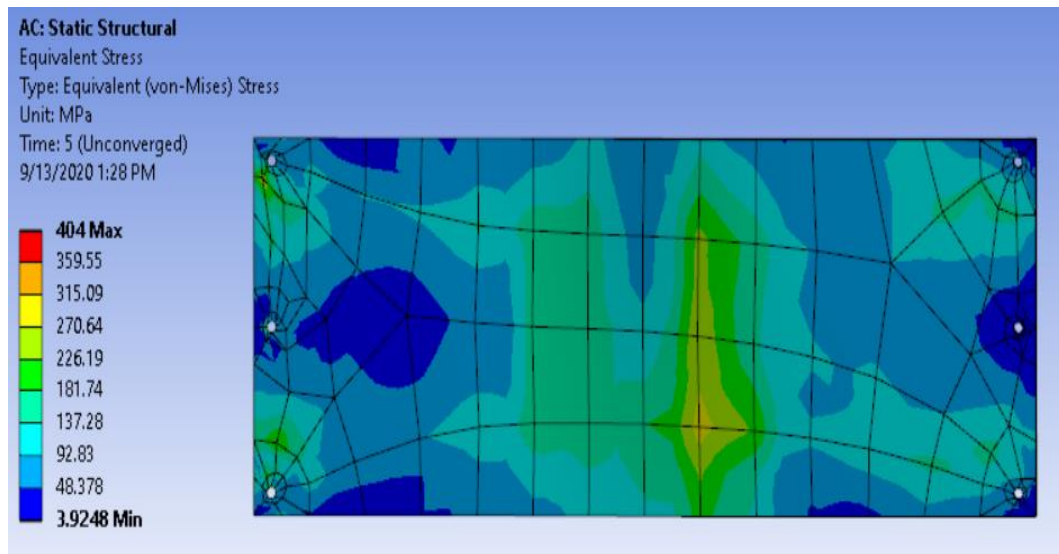 AC: Static Structural
Equivalent Stress
Type: Equivalent (von-Mises) Stress
Unit: MPa
Time: 5 (Unconverged)
9/13/2020 1:28 PM
404 Max
359.55
315.09
270.64
226.19
181.74
137.28
92.83
48.378
3.9248 Min